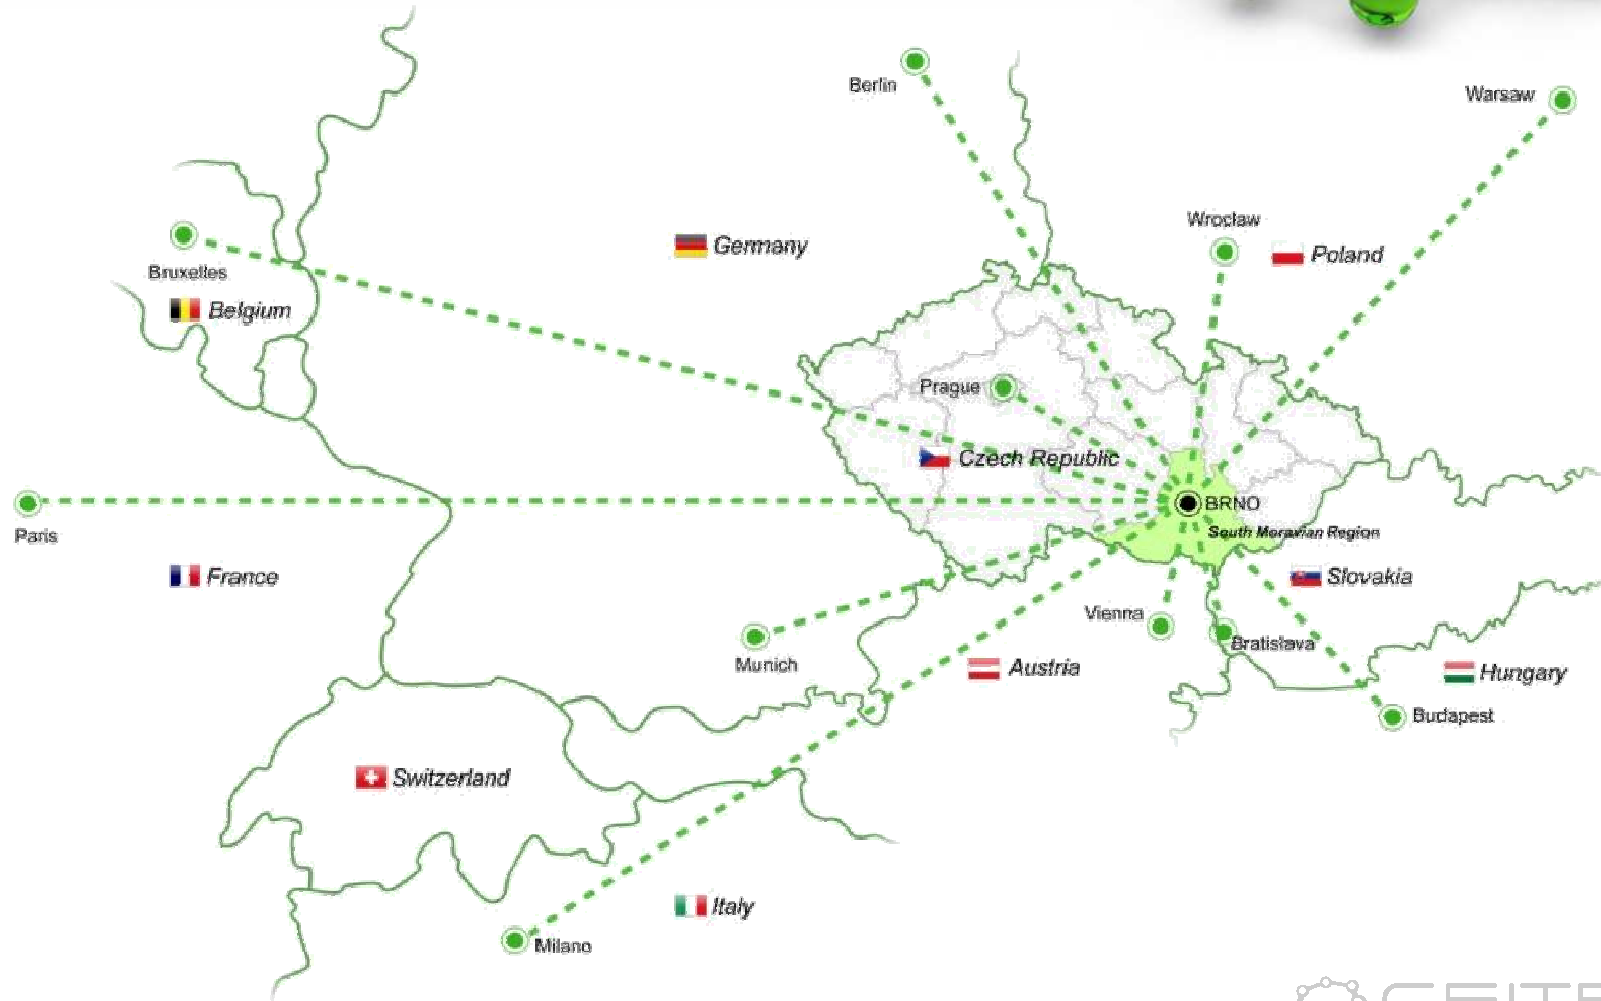 Berlin
Warsaw
Wrocław
Germany
Poland
Bruxelles
Belgium
Prague
Czech Republic
BRNO
South Moravian Region
Paris
France
Slovakia
Vienna
Bratislava
Munich
Austria
Hungary
Budapest
Switzerland
Italy
Milano